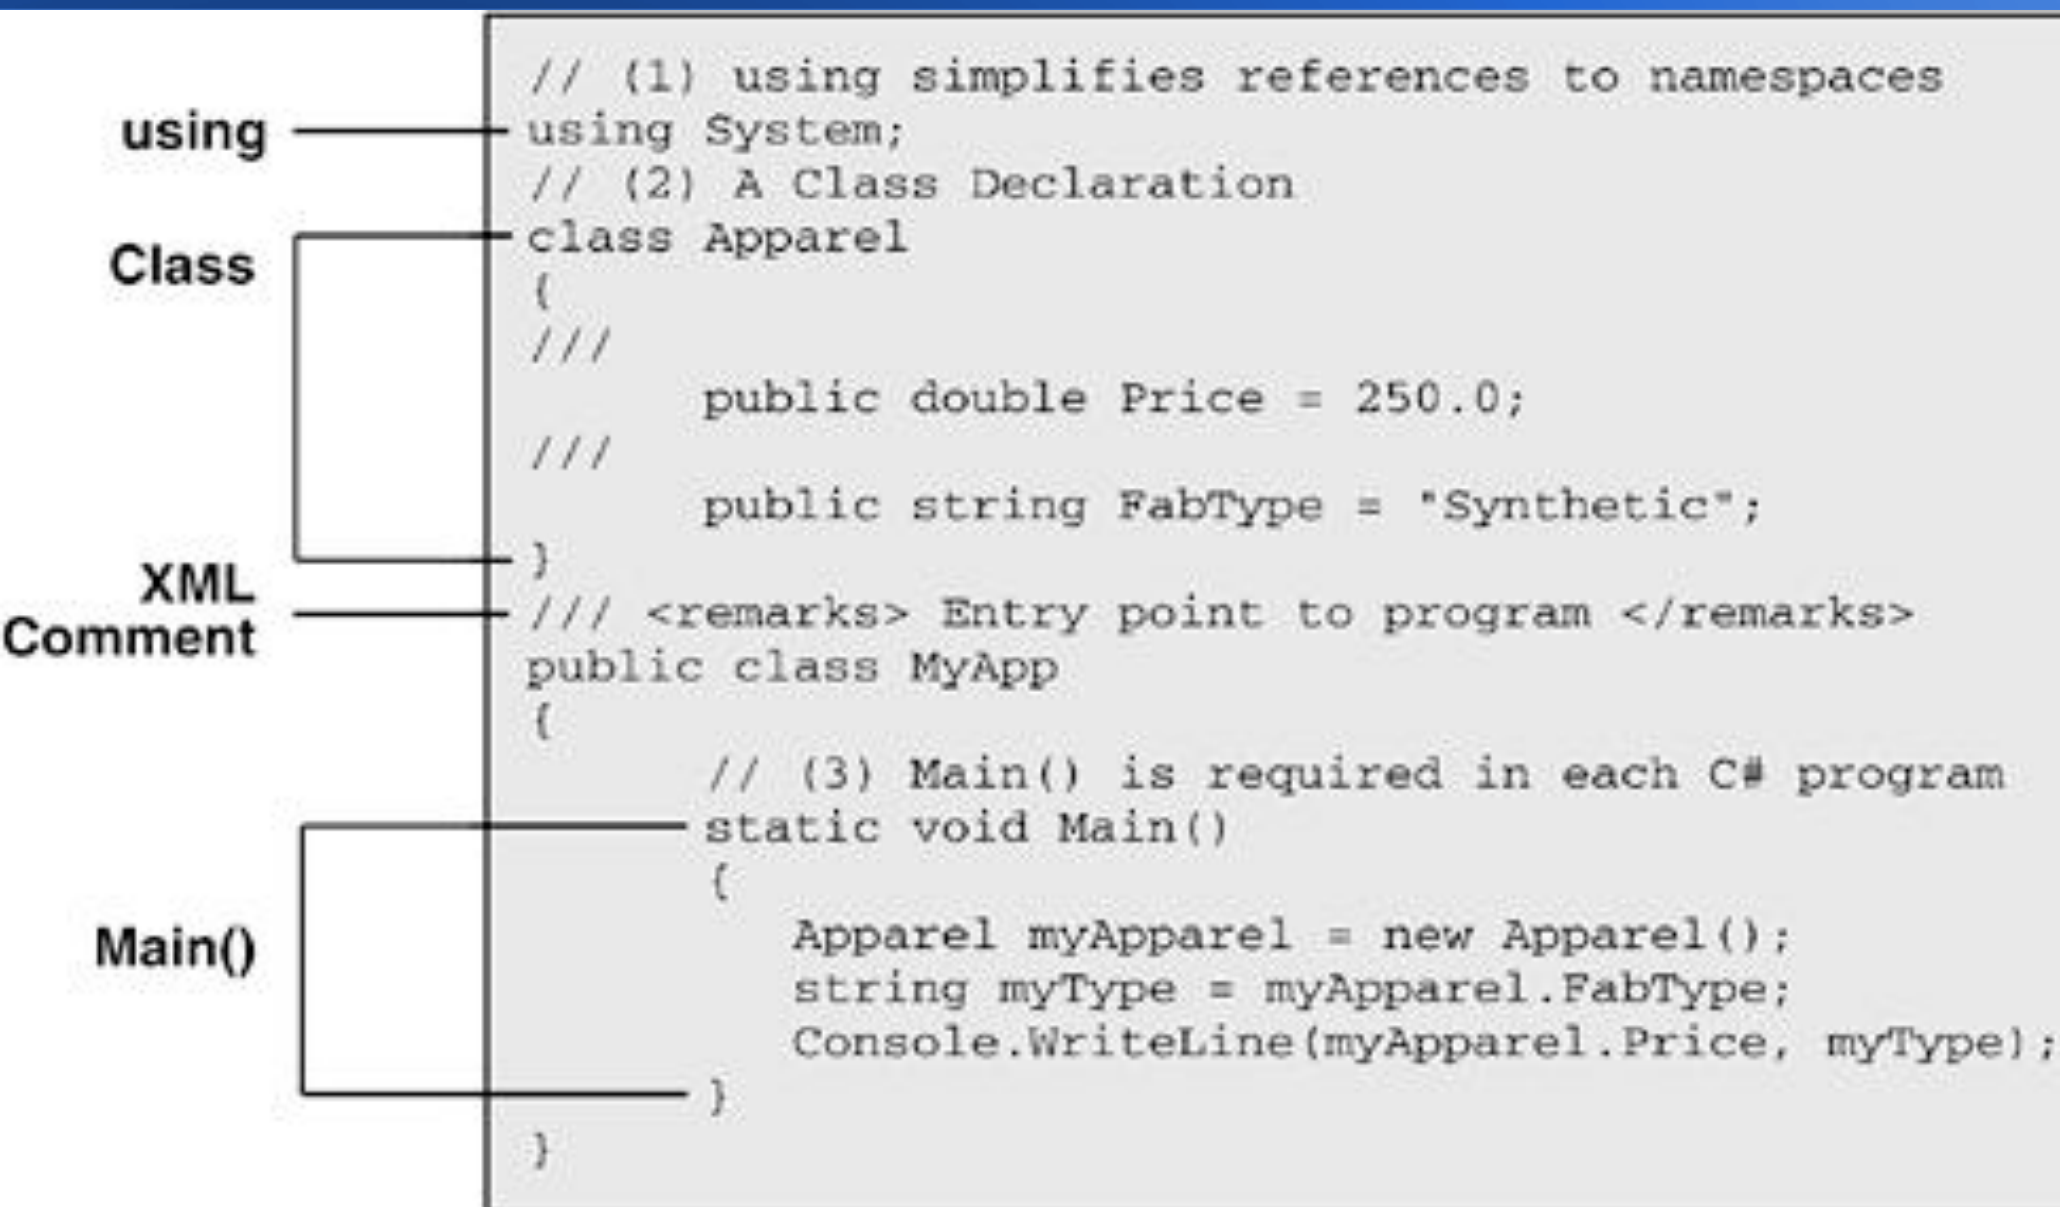 // (1) using simplifies references to namespaces
using
using System;
// (2) A Class Declaration
class Apparel
Class
{
///
public double Price = 250.0;
///
public string FabType = "Synthetic";
}
XML
Comment
/// <remarks> Entry point to program </remarks>
public class MyApp
{
// (3) Main() is required in each C# program
static void Main()
{
Main()
Apparel myApparel = new Apparel();
string myType = myApparel.FabType;
Console.WriteLine(myApparel.Price, myType);
}
}